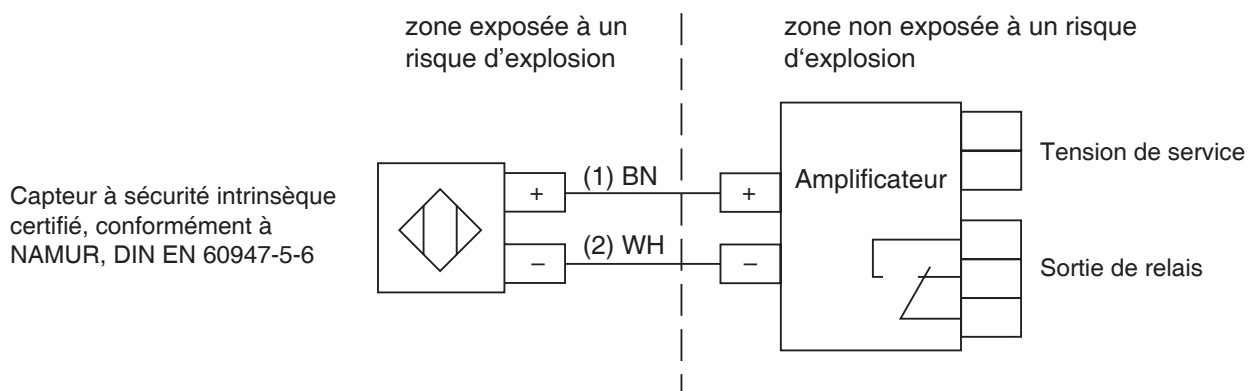 zone exposée à un
risque d'explosion
zone non exposée à un risque
d‘explosion
Capteur à sécurité intrinsèque
certifié, conformément à
NAMUR, DIN EN 60947-5-6
+
(1) BN
+
Amplificateur
Tension de service
–
(2) WH
–
Sortie de relais